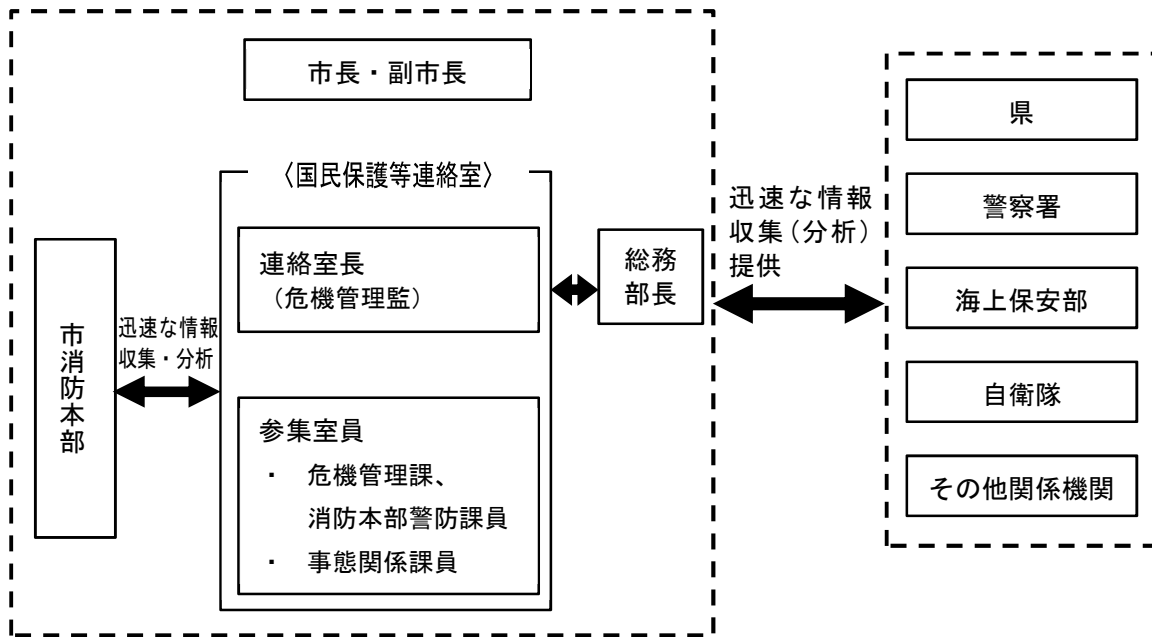 市長・副市長
〈国民保護等連絡室〉
連絡室長
（危機管理監）
参集室員
・　危機管理課、
消防本部警防課員
・　事態関係課員
市消防本部
迅速な情報
収集・分析
総務
部長
迅速な情報
収集（分析）
提供
県
警察署
海上保安部
自衛隊
その他関係機関